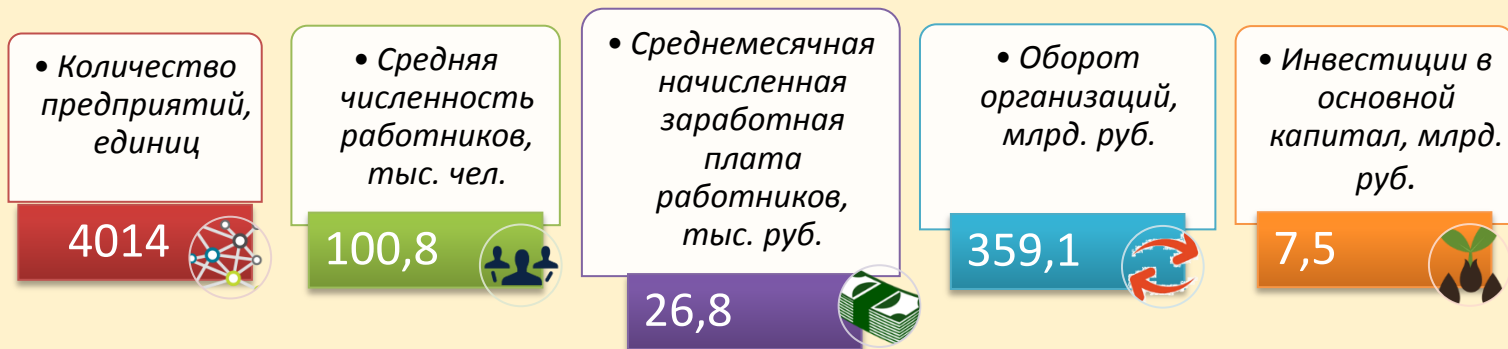 • Количество
предприятий,
единиц
4014
• Средняя
численность
работников,
тыс. чел.
100,8
• Среднемесячная
начисленная
заработная
плата
работников,
тыс. руб.
26,8
• Оборот
организаций,
млрд. руб.
359,1
• Инвестиции в
основной
капитал, млрд.
руб.
7,5